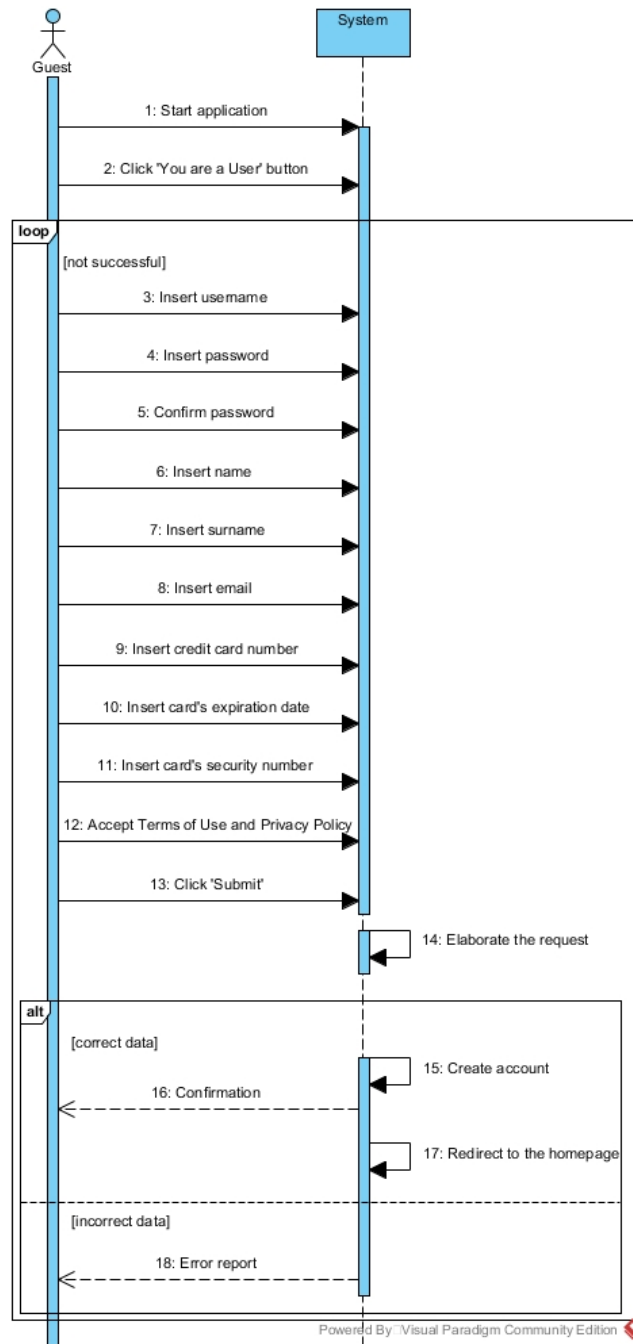 System
Guest
1: Start application
2: Click 'You are a User' button
loop
[not successful]
3: Insert username
4: Insert password
5: Confirm password
6: Insert name
7: Insert surname
8: Insert email
9: Insert credit card number
10: Insert card's expiration date
11: Insert card's security number
12: Accept Terms of Use and Privacy Policy
13: Click 'Submit'
14: Elaborate the request
alt
[correct data]
15: Create account
16: Confirmation
17: Redirect to the homepage
[incorrect data]
18: Error report
Powered By Visual Paradigm Community Edition